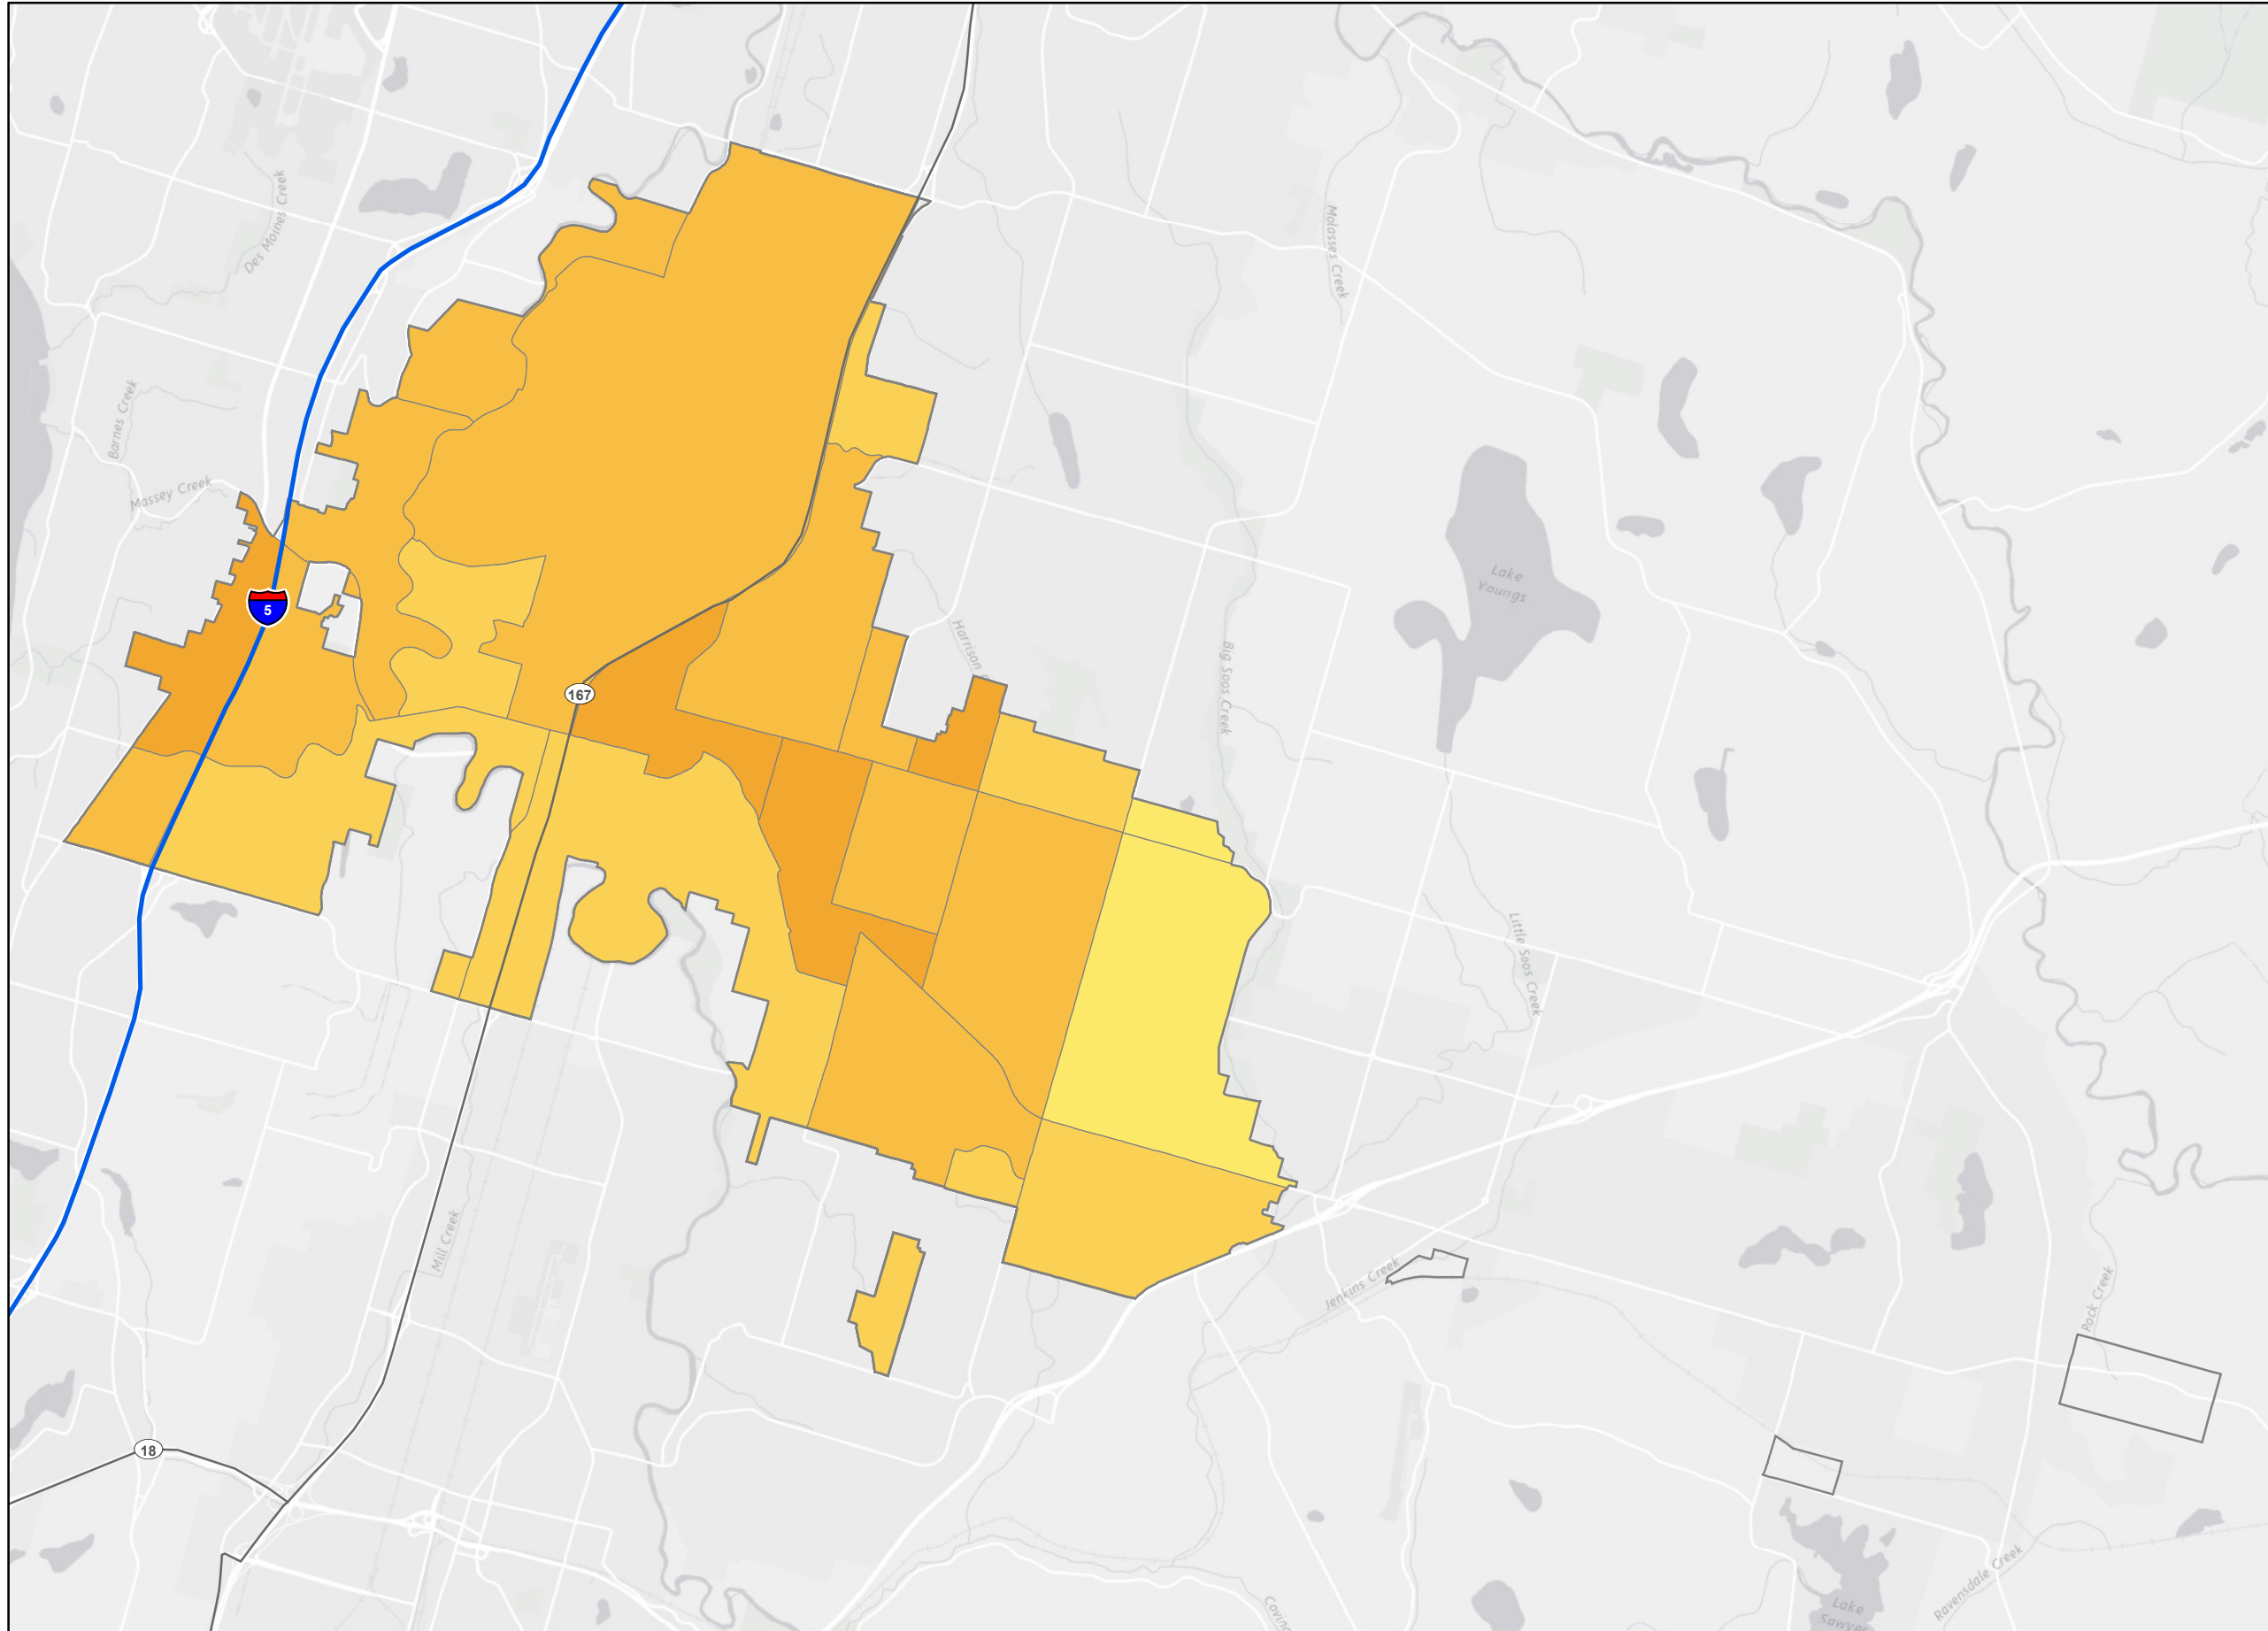 Des Moines Creek
Molasses Creek
Barnes Creek
Massey Creek
Lake
Youngs
5
Harrison
Big Soos Creek
167
Little Soos Creek
Mill Creek
Jenkins Creek
Rock Creek
18
Ravensdale Creek
Lake